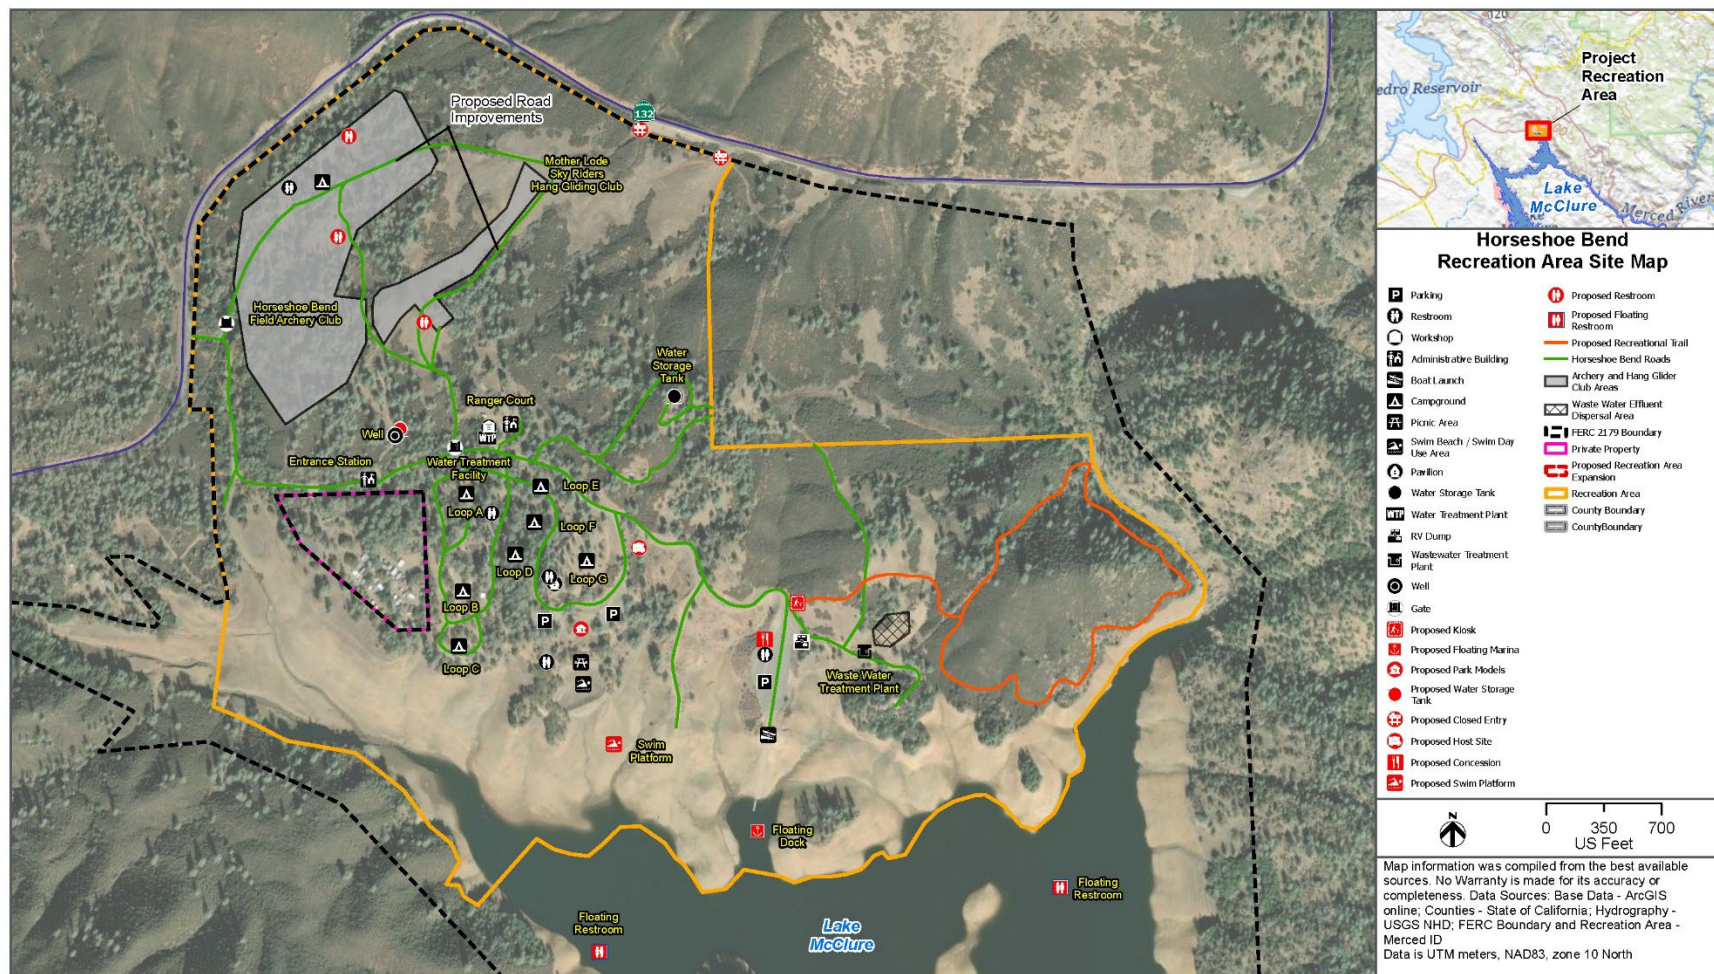 Proposed Road
Improvements
132
Mother Lode
Sky Riders
Hang Gliding Club
Horseshoe Bend
Field Archery Club
Water
Storage
Tank
Ranger Court
WTP
Well
Entrance Station
Water Treatment
Facility
Loop E
Loop A
Loop F
Loop D
Loop G
Loop B
Loop C
P
P
P
Waste Water
Treatment Plant
Swim
Platform
Floating
Dock
Floating
Restroom
Floating
Restroom
Lake
McClure
120
Project
Recreation
Area
edro Reservoir
Lake
McClure
Merced River
Horseshoe Bend
Recreation Area Site Map
P Parking
Restroom
Workshop
Administrative Building
Boat Launch
Campground
Picnic Area
Swim Beach / Swim Day
Use Area
Pavilion
Water Storage Tank
WTP Water Treatment Plant
RV Dump
Wastewater Treatment
Plant
Well
Gate
Proposed Kiosk
Proposed Floating Marina
Proposed Park Models
Proposed Water Storage
Tank
Proposed Closed Entry
Proposed Host Site
Proposed Concession
Proposed Swim Platform
Proposed Restroom
Proposed Floating
Restroom
Proposed Recreational Trail
Horseshoe Bend Roads
Archery and Hang Glider
Club Areas
Waste Water Effluent
Dispersal Area
FERC 2179 Boundary
Private Property
Proposed Recreation Area
Expansion
Recreation Area
County Boundary
CountyBoundary
N
0 350 700
US Feet
Map information was compiled from the best available
sources. No Warranty is made for its accuracy or
completeness. Data Sources: Base Data - ArcGIS
online; Counties - State of California; Hydrography -
USGS NHD; FERC Boundary and Recreation Area -
Merced ID
Data is UTM meters, NAD83, zone 10 North